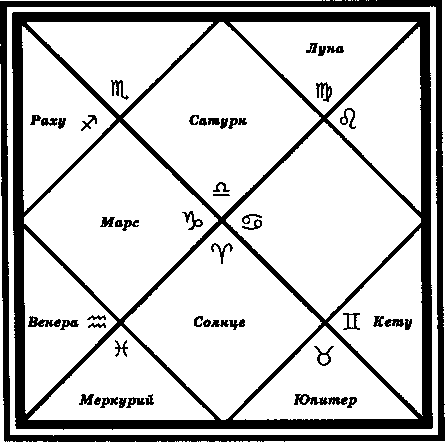 Луна
♏ ♍
Раху ♐ Сатурн ♌
♎
Марс ♑ ♋
♈
Венера ♒ Солнце ♊ Кету
♓ ♉
Меркурий Юпитер